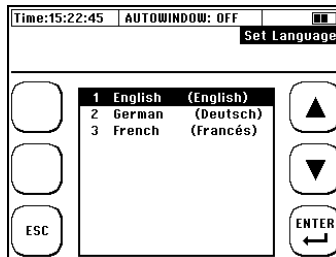 Time:15:22:45 AUTOWINDOW: OFF
Set Language
1 English (English)
2 German (Deutsch)
3 French (Francés)
ESC
ENTER